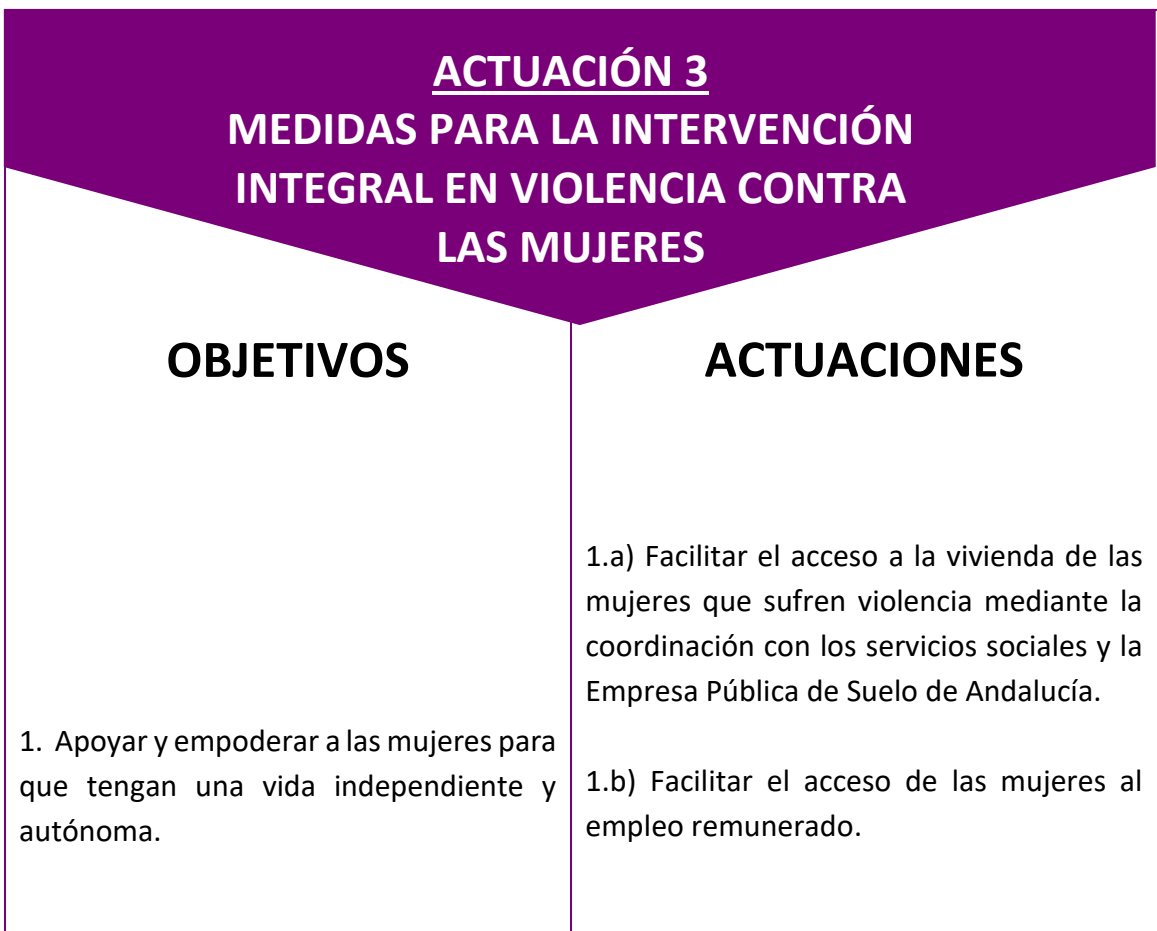 ACTUACIÓN 3
MEDIDAS PARA LA INTERVENCIÓN
INTEGRAL EN VIOLENCIA CONTRA
LAS MUJERES
OBJETIVOS
1. Apoyar y empoderar a las mujeres para
que tengan una vida independiente y
autónoma.
ACTUACIONES
1.a) Facilitar el acceso a la vivienda de las
mujeres que sufren violencia mediante la
coordinación con los servicios sociales y la
Empresa Pública de Suelo de Andalucía.
1.b) Facilitar el acceso de las mujeres al
empleo remunerado.